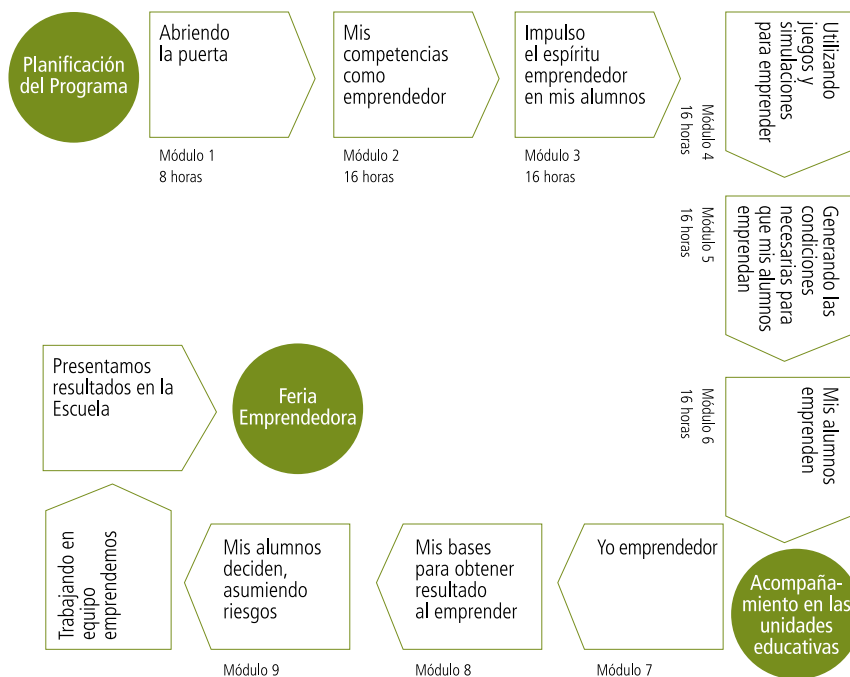 Planificación
del Programa
Abriendo
la puerta
Módulo 1
8 horas
Mis
competencias
como
emprendedor
Módulo 2
16 horas
Impulso
el espíritu
emprendedor
en mis alumnos
Módulo 3
16 horas
Utilizando
juegos y
simulaciones
para emprender
Módulo 4
16 horas
Generando las
condiciones
necesarias para
que mis alumnos
emprendan
Módulo 5
16 horas
Mis alumnos
emprenden
Módulo 6
16 horas
Acompaña-
miento en las
unidades
educativas
Yo emprendedor
Módulo 7
Mis bases
para obtener
resultado
al emprender
Módulo 8
Mis alumnos
deciden,
asumiendo
riesgos
Módulo 9
Trabajando en
equipo
emprendemos
Presentamos
resultados en la
Escuela
Feria
Emprendedora